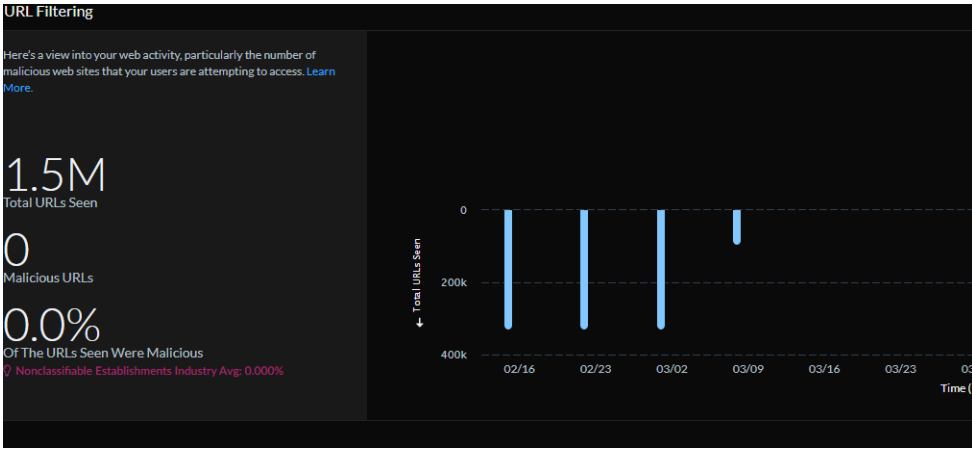 URL Filtering
Here's a view into your web activity, particularly the number of
malicious web sites that your users are attempting to access. Learn
More.
1.5M
Total URLs Seen
0
Malicious URLs
0.0%
Of The URLs Seen Were Malicious
Nonclassifiable Establishments Industry Avg: 0.000%
← Total URLs Seen
0
200k
400k
02/16 02/23 03/02 03/09 03/16 03/23 03
Time (